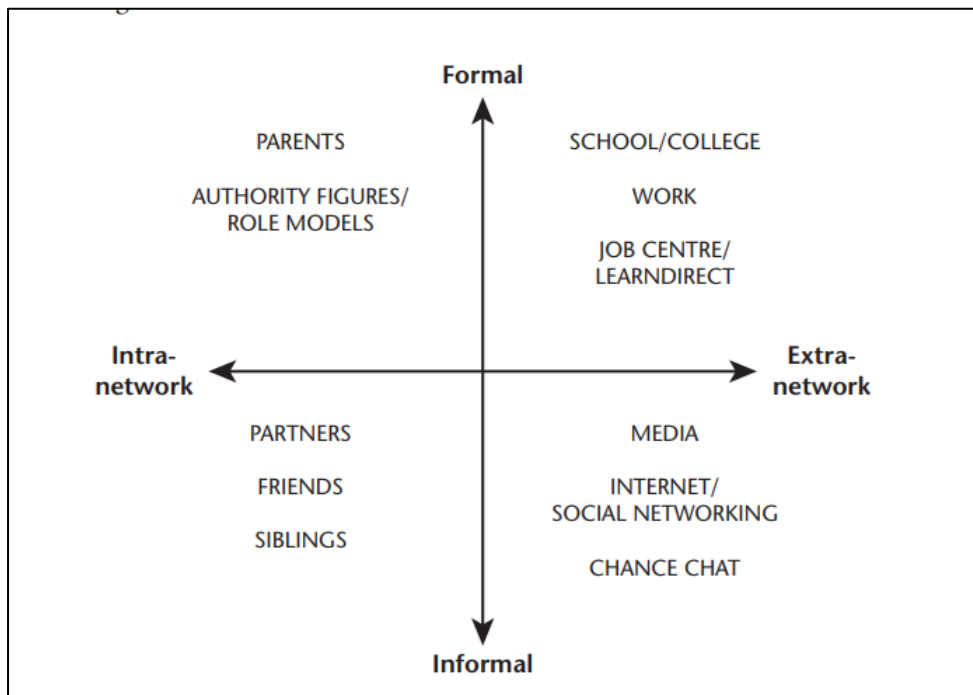 Formal
PARENTS
AUTHORITY FIGURES/
ROLE MODELS
SCHOOL/COLLEGE
WORK
JOB CENTRE/
LEARNDIRECT
Intra-
network
Extra-
network
PARTNERS
FRIENDS
SIBLINGS
MEDIA
INTERNET/
SOCIAL NETWORKING
CHANCE CHAT
Informal